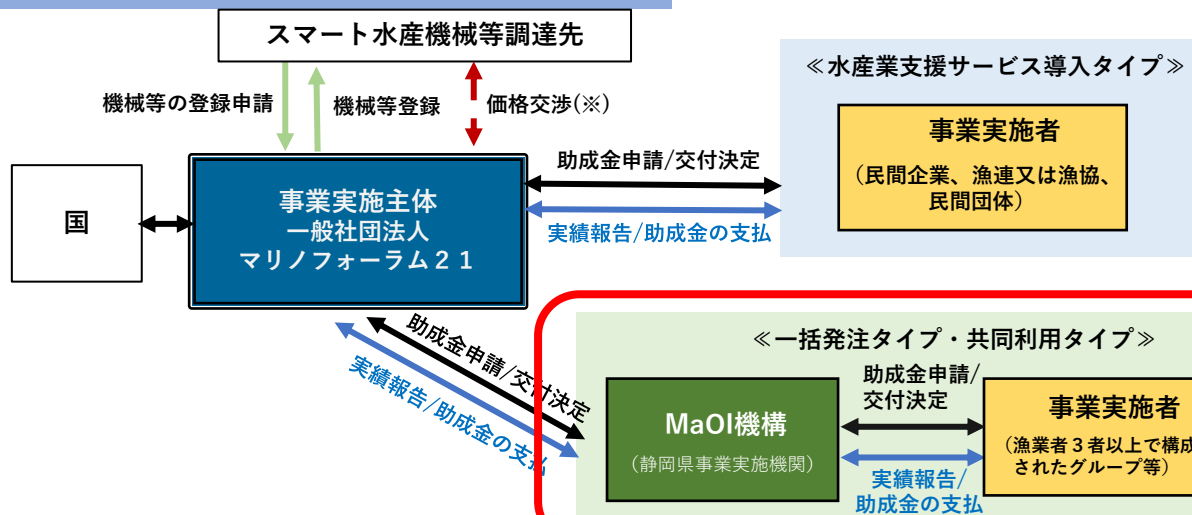 スマート水産機械等調達先
機械等の登録申請
機械等登録
価格交渉(※)
≪水産業支援サービス導入タイプ≫
事業実施者
（民間企業、漁連又は漁協、
民間団体）
助成金申請/交付決定
実績報告/助成金の支払
国
事業実施主体
一般社団法人
マリノフォーラム２１
助成金申請/交付決定
実績報告/助成金の支払
≪一括発注タイプ・共同利用タイプ≫
MaOI機構
（静岡県事業実施機関）
助成金申請/
交付決定
実績報告/
助成金の支払
事業実施者
（漁業者３者以上で構成
されたグループ等）